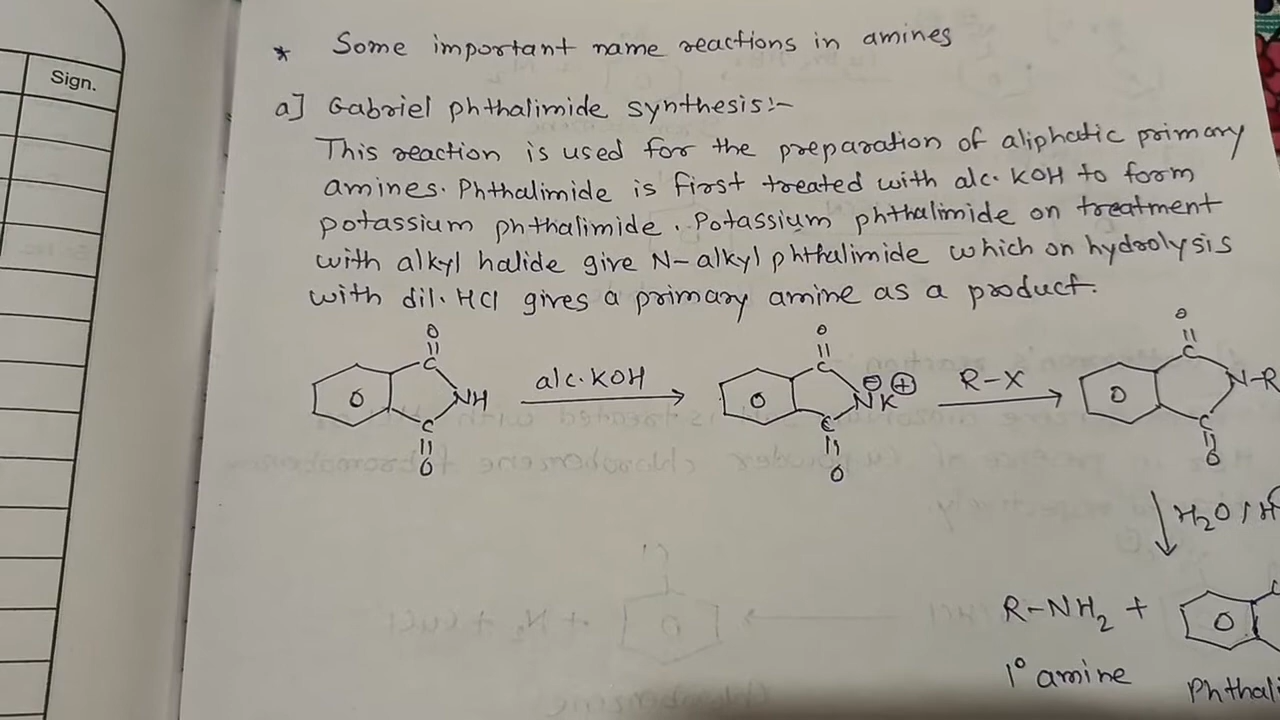 Sign.
* Some important name reactions in amines
a] Gabriel phthalimide synthesis:-
This reaction is used for the preparation of aliphatic primary
amines. Phthalimide is first treated with alc. KOH to form
potassium phthalimide. Potassium phthalimide on treatment
with alkyl halide give N-alkyl phthalimide which on hydrolysis
with dil. HCl gives a primary amine as a product.
O O O
C C C
O NH alc.KOH O N⊖ K⊕ R-X O N-R
C C C
O O O
H2O / H
R-NH2 + O
1° amine Phthali